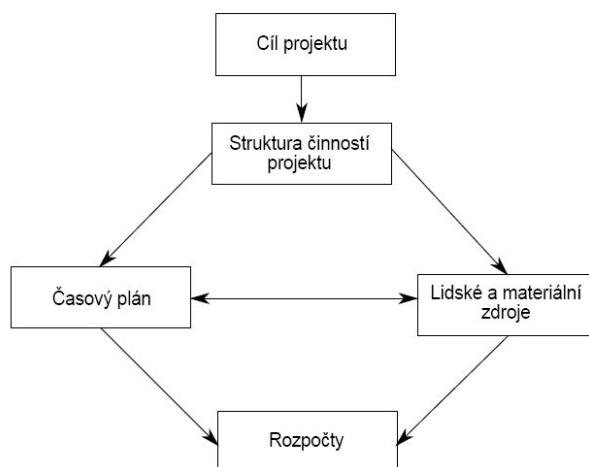 Cíl projektu
Struktura činností
projektu
Časový plán
Lidské a materiální
zdroje
Rozpočty